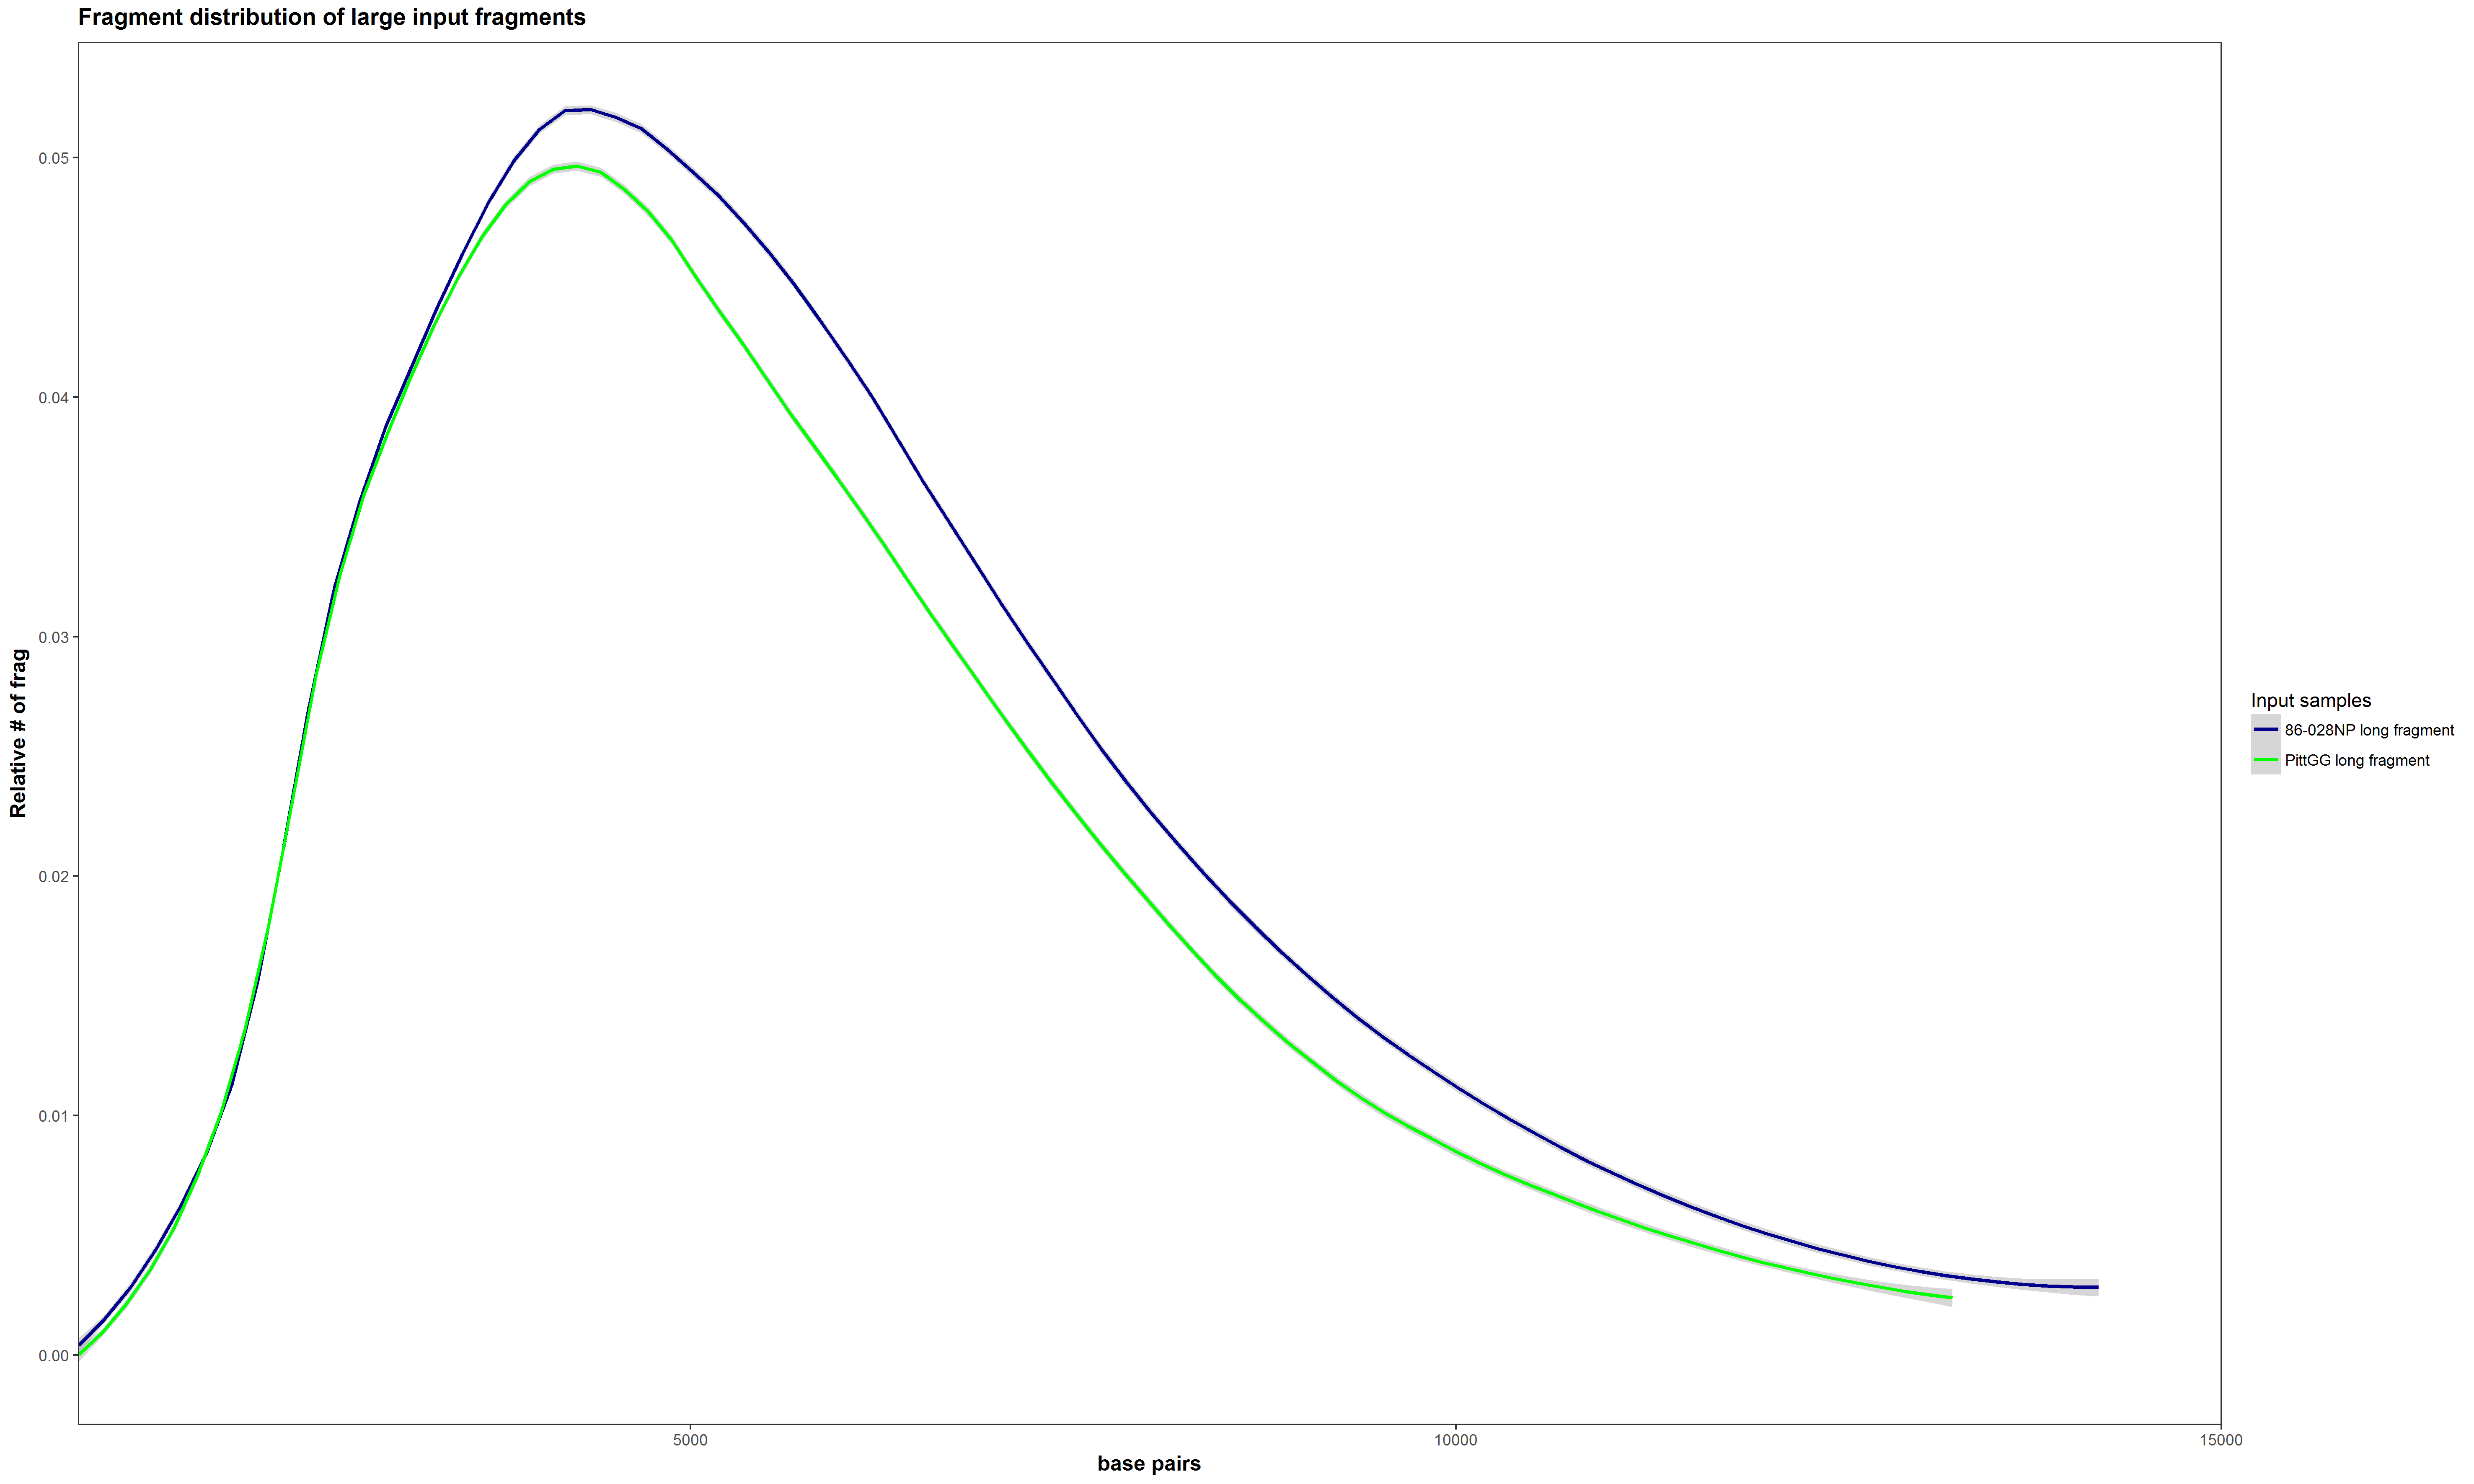 Fragment distribution of large input fragments
Relative # of frag
0.05
0.04
0.03
0.02
0.01
0.00
5000
10000
15000
base pairs
Input samples
86-028NP long fragment
PittGG long fragment